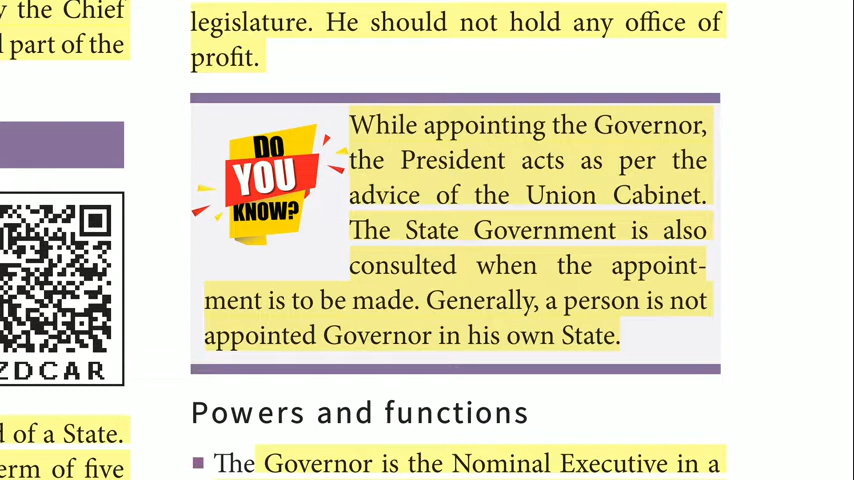 y the Chief
part of the
ZDCAR
of a State.
erm of five
legislature. He should not hold any office of
profit.
DO
YOU
KNOW?
While appointing the Governor,
the President acts as per the
advice of the Union Cabinet.
The State Government is also
consulted when the appoint-
ment is to be made. Generally, a person is not
appointed Governor in his own State.
Powers and functions
The Governor is the Nominal Executive in a